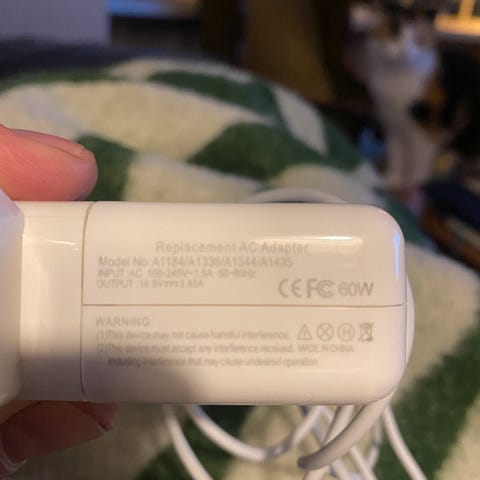 Replacement AC Adapter
Model No: A1184/A1330/A1344/A1435
INPUT:AC 100-240V~1.5A 50-60Hz
OUTPUT 16.5V⎓3.65A
CE FC 60W
WARNING:
(1)This device may not cause harmful interference.
(2)This device must accept any interference received. MADE IN CHINA
including interference that may cause undesired operation